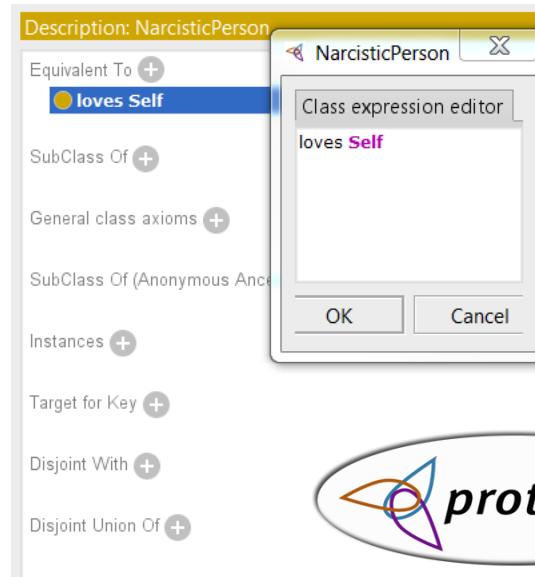 Description: NarcisticPerson
Equivalent To
loves Self
SubClass Of
General class axioms
SubClass Of (Anonymous Ance
Instances
Target for Key
Disjoint With
Disjoint Union Of
NarcisticPerson
Class expression editor
loves Self
OK
Cancel
prot